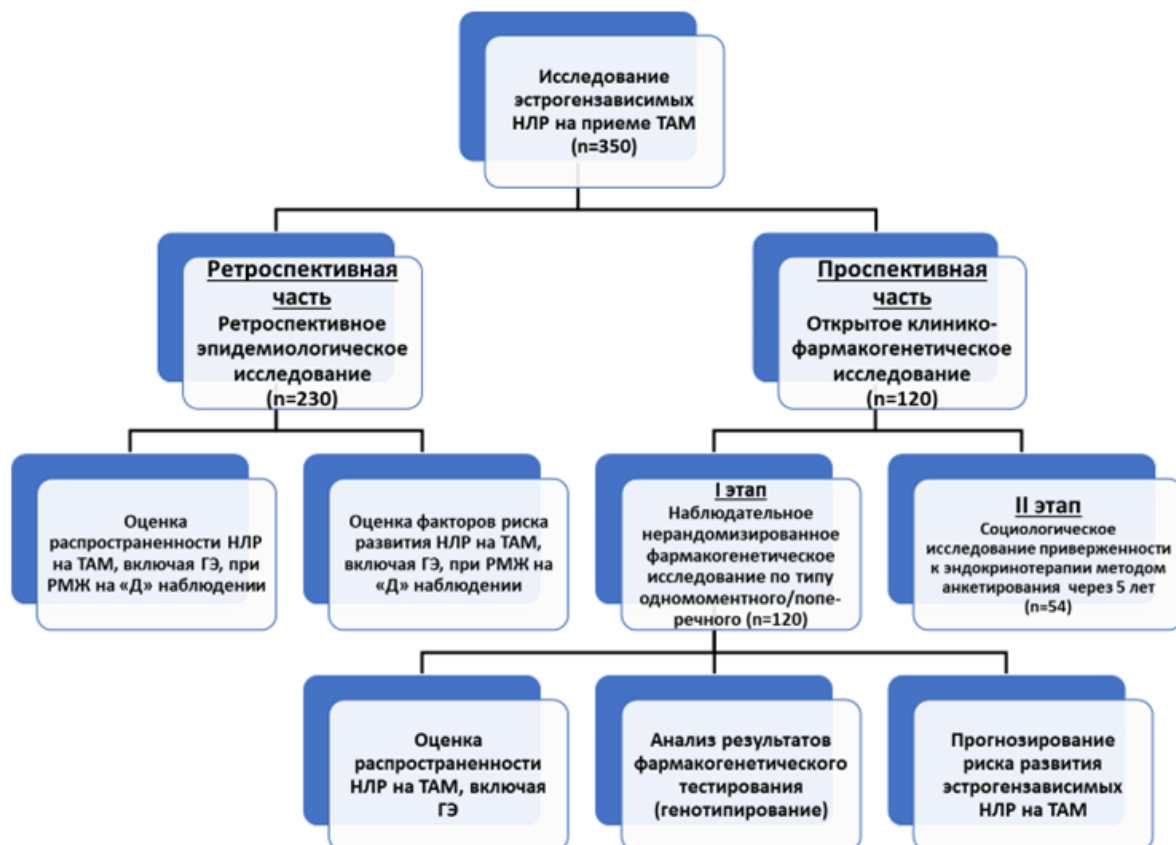 Исследование
эстрогензависимых
НЛР на приеме ТАМ
(n=350)
Ретроспективная
часть
Ретроспективное
эпидемиологическое
исследование
(n=230)
Проспективная
часть
Открытое клинико-
фармакогенетическое
исследование
(n=120)
Оценка
распространенности НЛР
на ТАМ, включая ГЭ, при
РМЖ на «Д» наблюдении
Оценка факторов риска
развития НЛР на ТАМ,
включая ГЭ, при РМЖ на
«Д» наблюдении
I этап
Наблюдательное
нерандомизированное
фармакогенетическое
исследование по типу
одномоментного/попе-
речного (n=120)
II этап
Социологическое
исследование приверженности
к эндокринотерапии методом
анкетирования через 5 лет
(n=54)
Оценка
распространенности
НЛР на ТАМ, включая
ГЭ
Анализ результатов
фармакогенетического
тестирования
(генотипирование)
Прогнозирование
риска развития
эстрогензависимых
НЛР на ТАМ